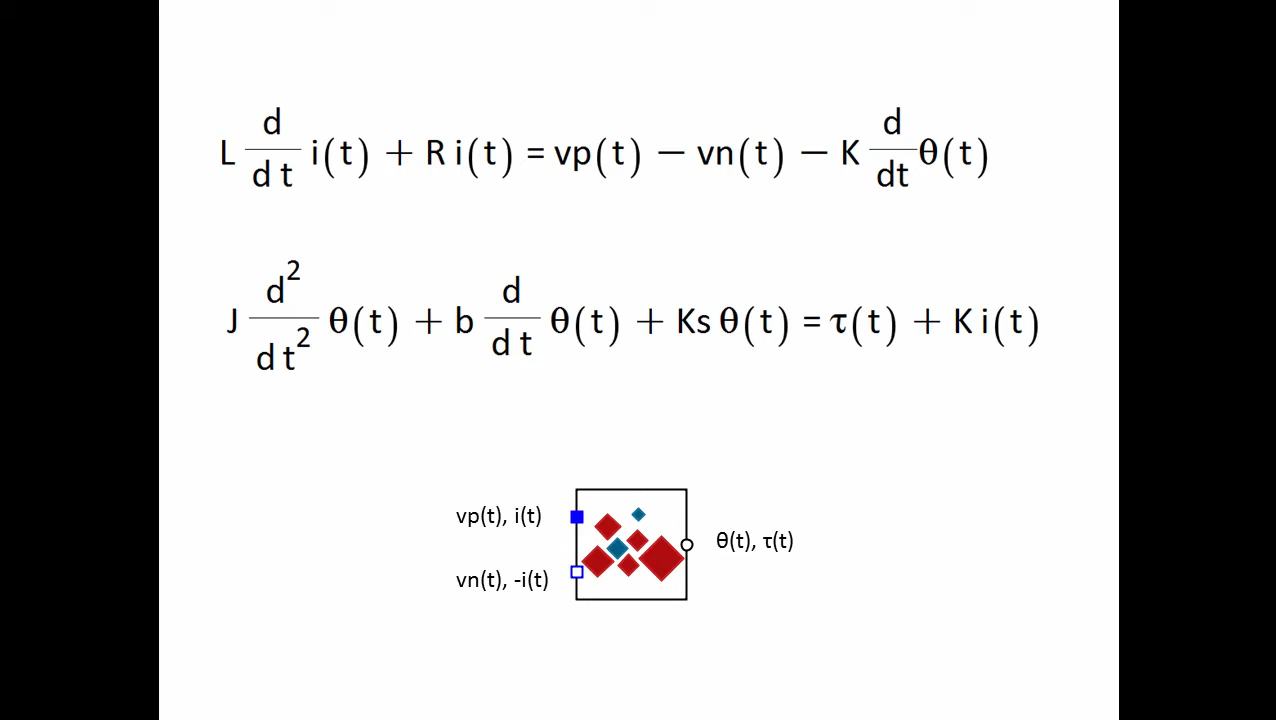 L d/dt i(t) + R i(t) = vp(t) − vn(t) − K d/dt θ(t)
J d²/dt² θ(t) + b d/dt θ(t) + Ks θ(t) = τ(t) + K i(t)
vp(t), i(t)
θ(t), τ(t)
vn(t), -i(t)